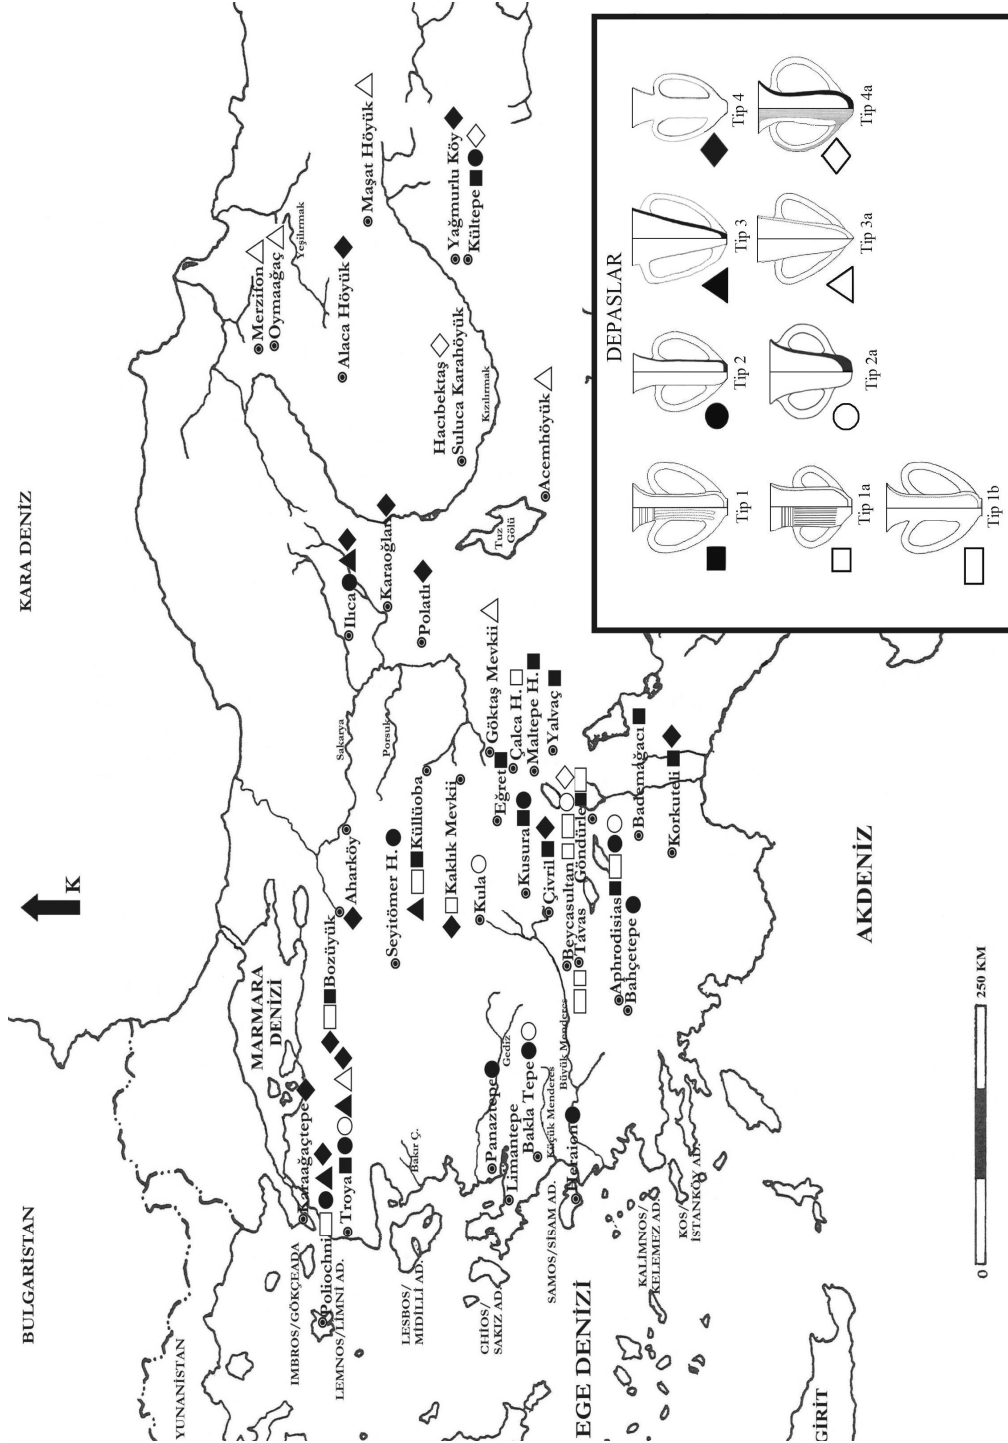 KARA DENİZ
BULGARİSTAN
K
YUNANİSTAN
MARMARA
DENİZİ
IMBROS/GÖKÇEADA
LEMNOS/LİMNİ AD.
Karaağaçtepe
Poliochni
Troya
Bozüyük
Aharköy
Sakarya
Porsuk
Ilıca
Karaoğlan
Polatlı
Merzifon
Oymaağaç
Yeşilırmak
Alaca Höyük
Maşat Höyük
Yağmurlu Köy
Kültepe
Hacıbektaş
Suluca Karahöyük
Kızılırmak
Acemhöyük
Tuz
Gölü
Seyitömer H.
Küllüoba
Kaklık Mevkii
Kula
Göktaş Mevkii
Eğret
Çalca H.
Maltepe H.
Yalvaç
Kusura
Çivril
Beycasultan
Göndürle
Tavas
Aphrodisias
Bahçetepe
Bademağacı
Korkuteli
LESBOS/
MİDİLLİ AD.
Bakır Ç.
Panaztepe
Gediz
Limantepe
Bakla Tepe
Küçük Menderes
Büyük Menderes
Heraion
CHİOS/
SAKIZ AD.
SAMOS/SİSAM AD.
KALİMNOS/
KELEMEZ AD.
KOS/
İSTANKÖY AD.
EGE DENİZİ
AKDENİZ
GİRİT
0
250 KM
DEPASLAR
Tip 1
Tip 2
Tip 3
Tip 4
Tip 1a
Tip 2a
Tip 3a
Tip 4a
Tip 1b